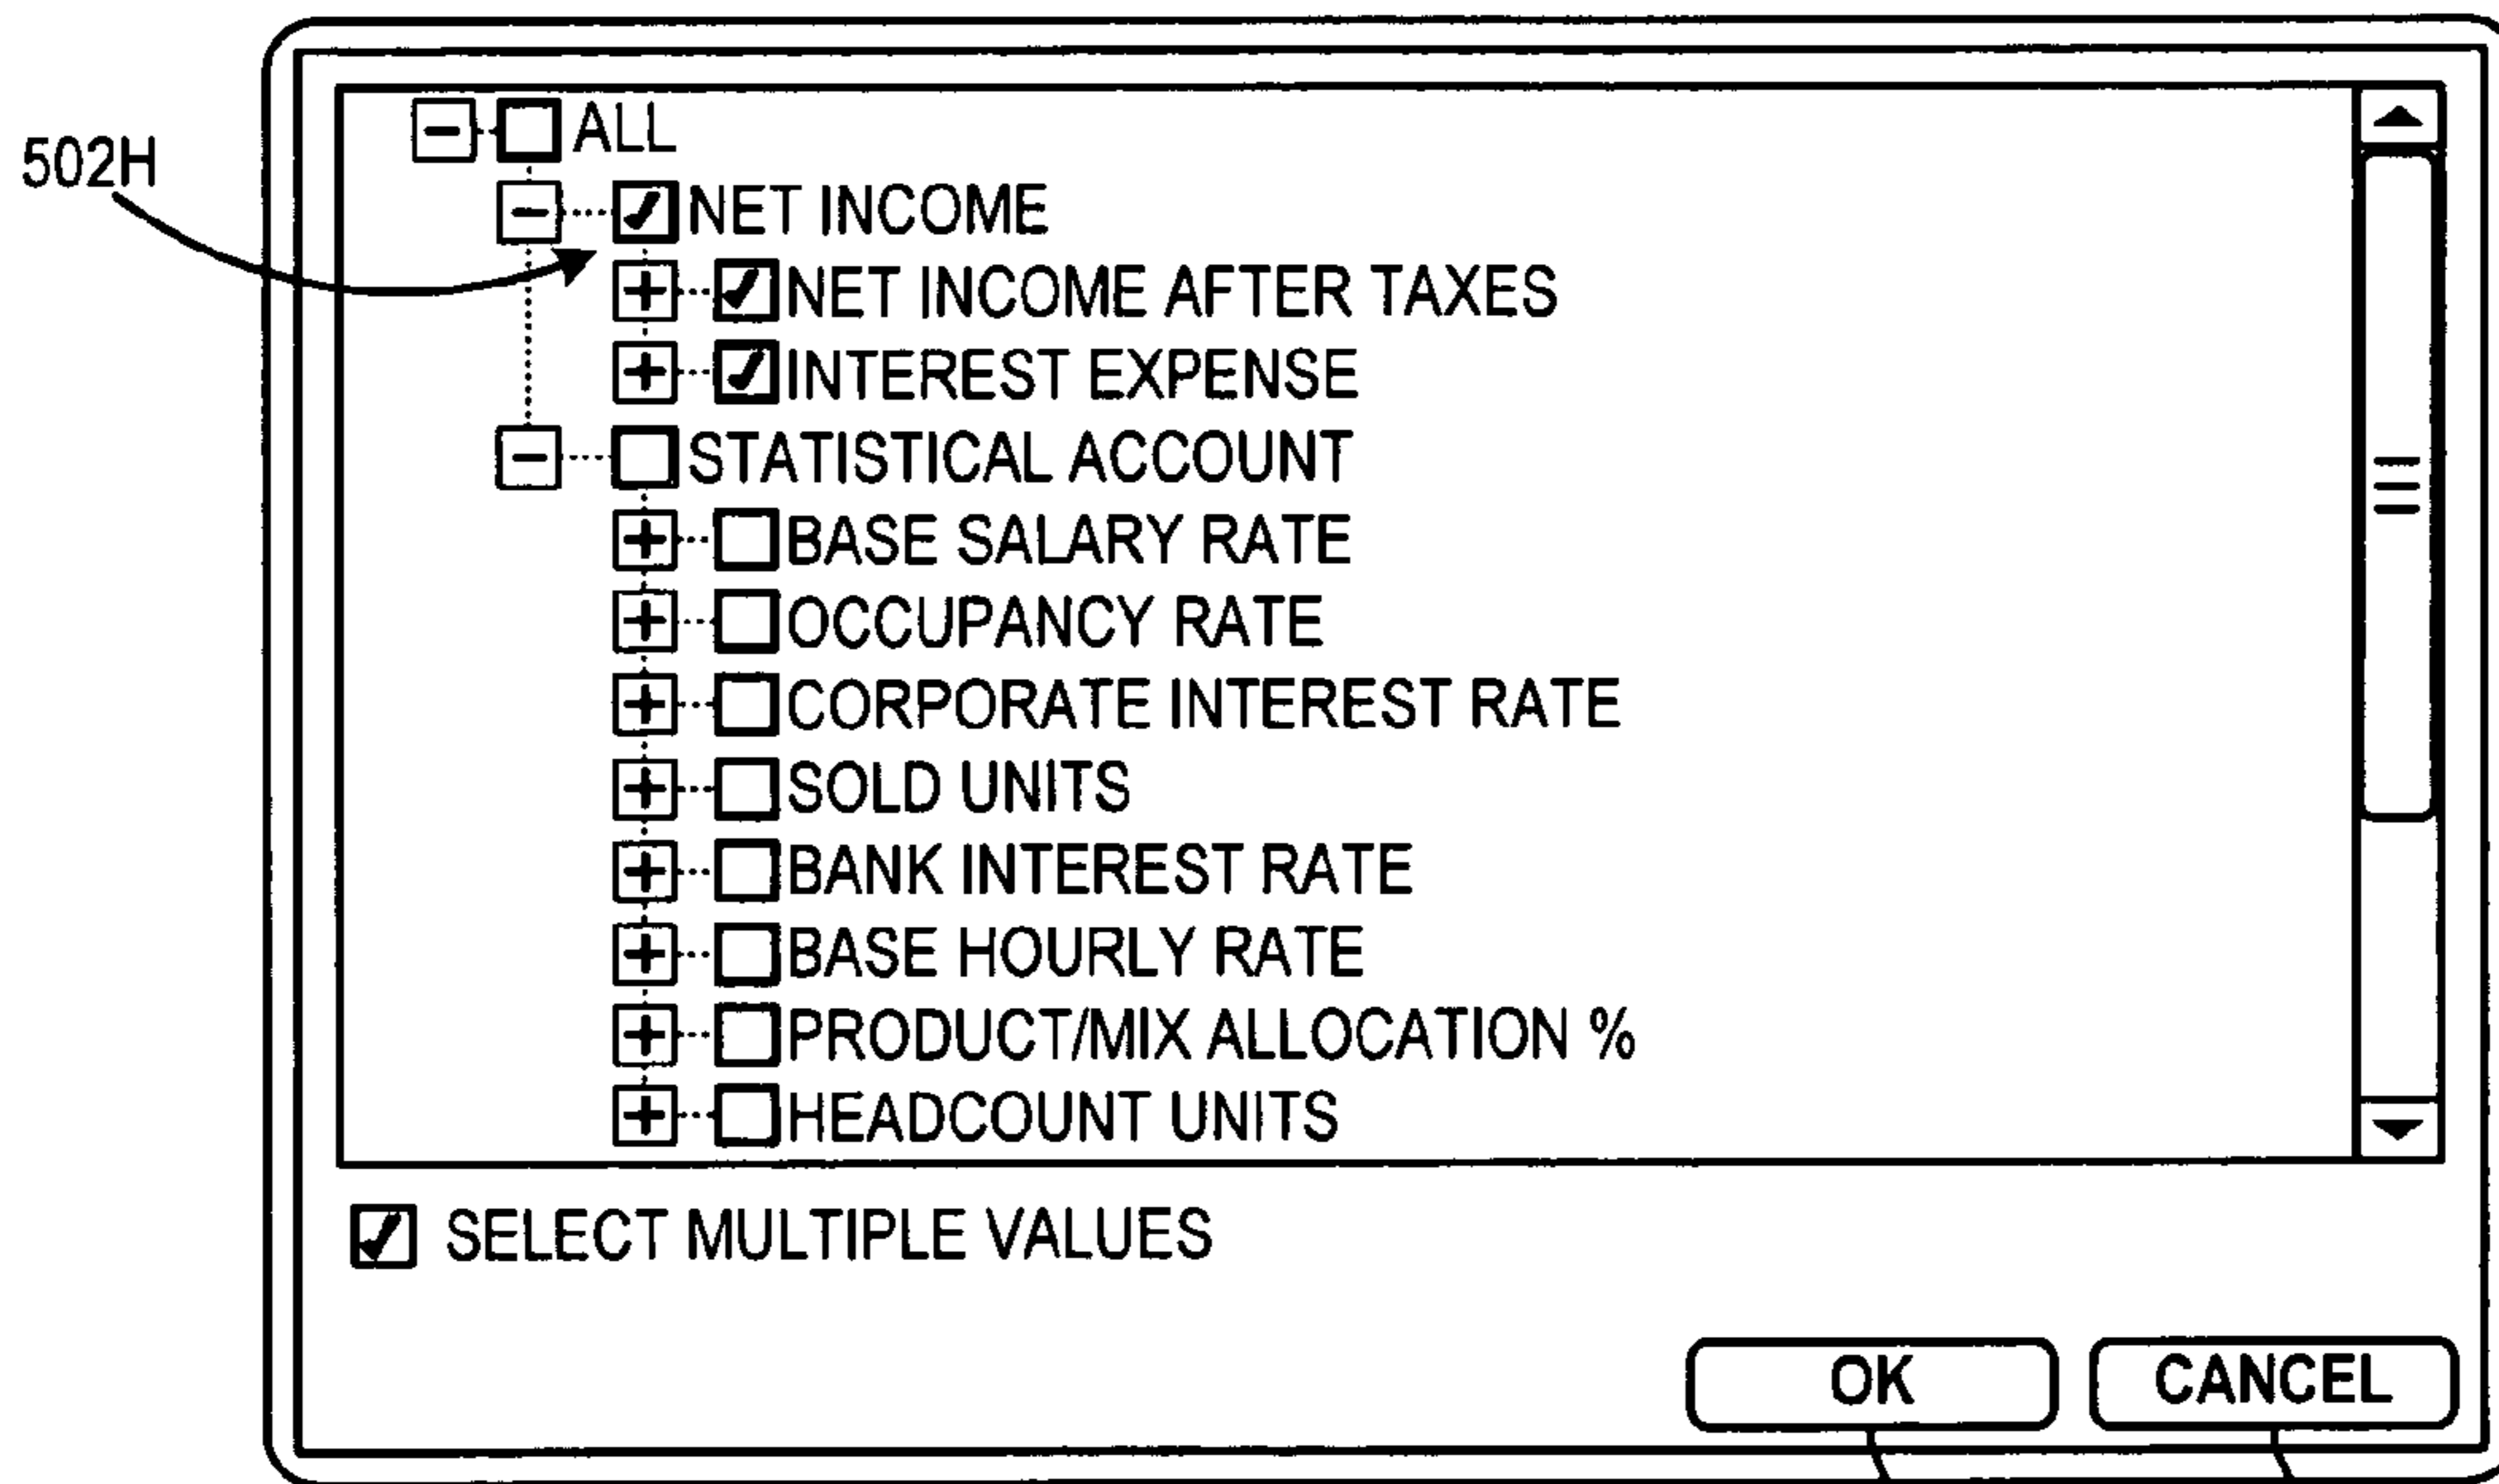 502H
ALL
NET INCOME
NET INCOME AFTER TAXES
INTEREST EXPENSE
STATISTICAL ACCOUNT
BASE SALARY RATE
OCCUPANCY RATE
CORPORATE INTEREST RATE
SOLD UNITS
BANK INTEREST RATE
BASE HOURLY RATE
PRODUCT/MIX ALLOCATION %
HEADCOUNT UNITS
SELECT MULTIPLE VALUES
OK CANCEL